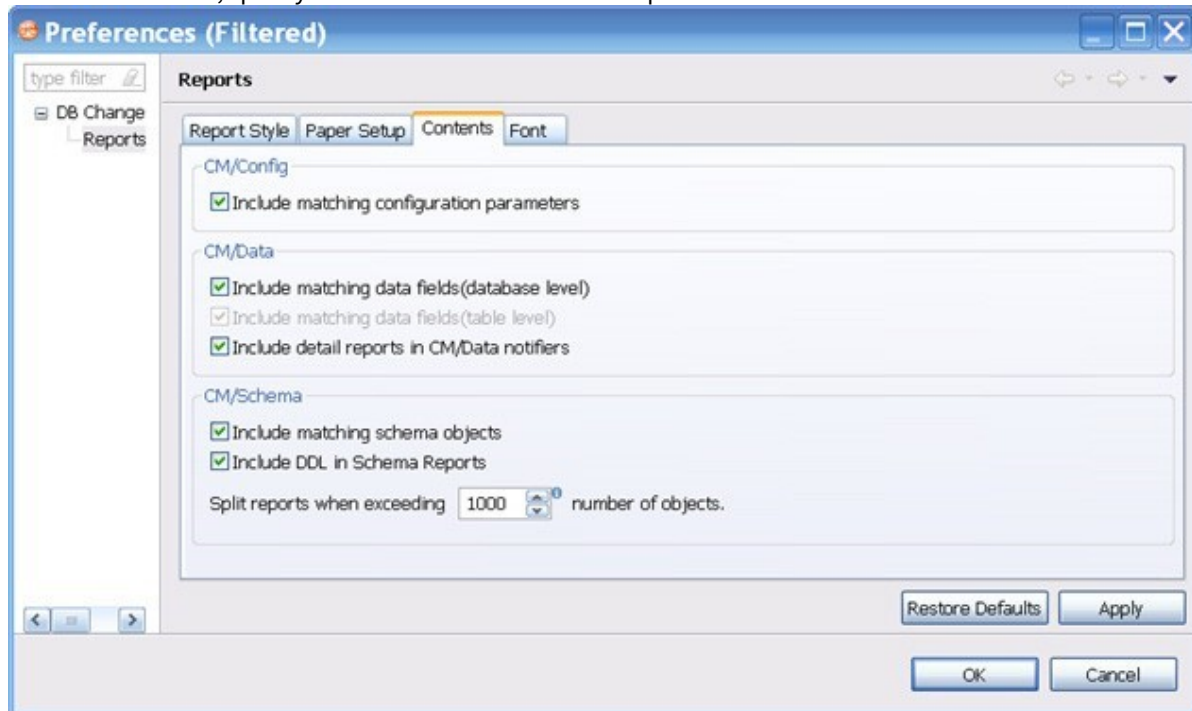 Preferences (Filtered)
type filter
Reports
DB Change
Reports
Report Style Paper Setup Contents Font
CM/Config
Include matching configuration parameters
CM/Data
Include matching data fields(database level)
Include matching data fields(table level)
Include detail reports in CM/Data notifiers
CM/Schema
Include matching schema objects
Include DDL in Schema Reports
Split reports when exceeding 1000 number of objects.
Restore Defaults Apply
OK Cancel